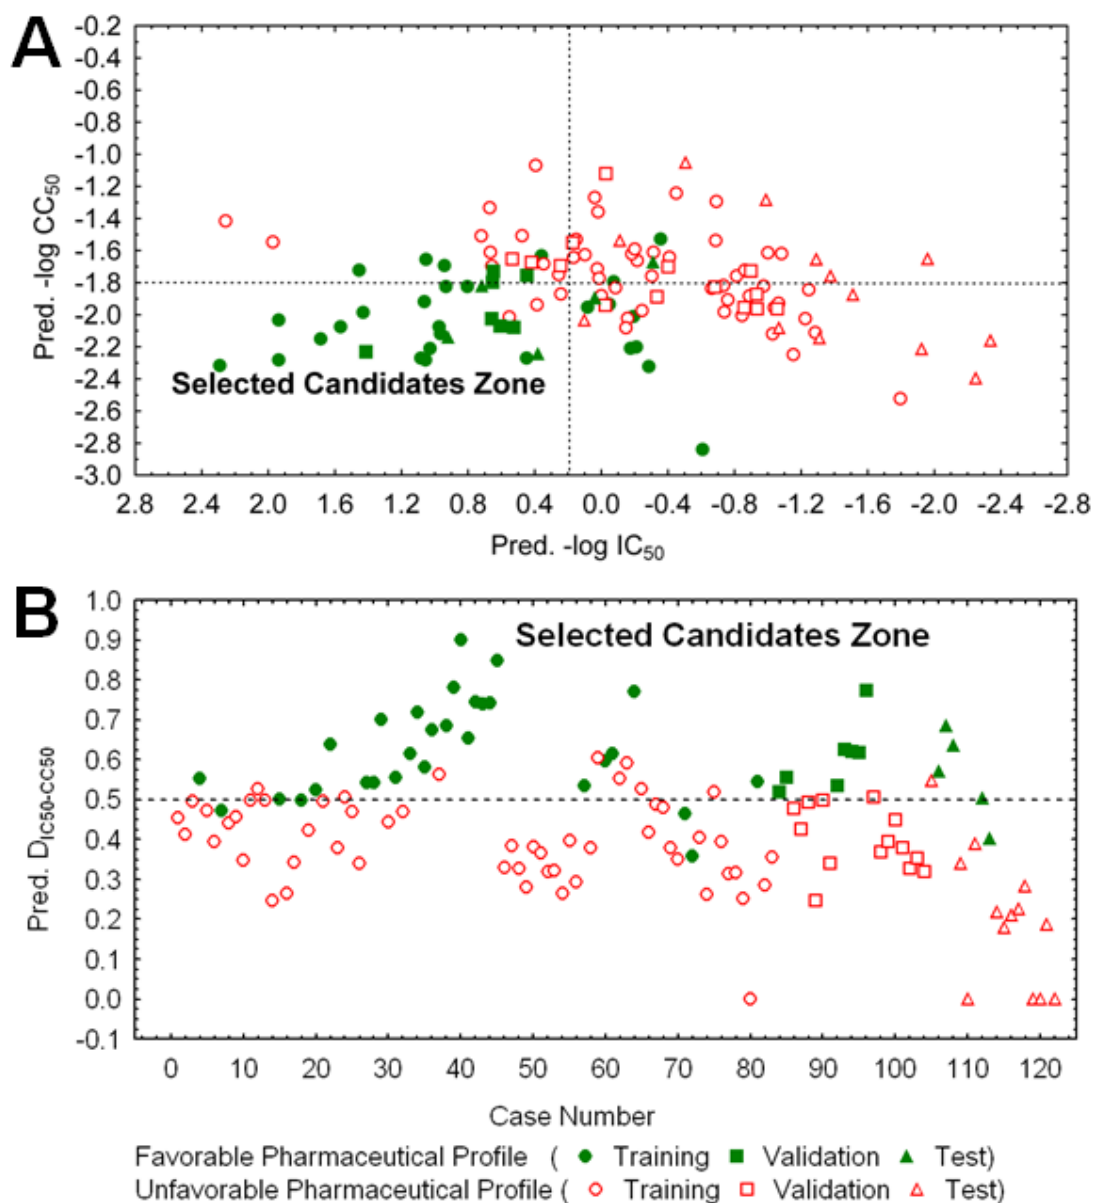 A
-0.2
-0.4
-0.6
-0.8
-1.0
-1.2
-1.4
-1.6
-1.8
-2.0
-2.2
-2.4
-2.6
-2.8
-3.0
Pred. -log CC50
Selected Candidates Zone
2.8 2.4 2.0 1.6 1.2 0.8 0.4 0.0 -0.4 -0.8 -1.2 -1.6 -2.0 -2.4 -2.8
Pred. -log IC50
B
1.0
0.9
0.8
0.7
0.6
0.5
0.4
0.3
0.2
0.1
0.0
-0.1
Pred. DIC50-CC50
Selected Candidates Zone
0 10 20 30 40 50 60 70 80 90 100 110 120
Case Number
Favorable Pharmaceutical Profile ( Training Validation Test)
Unfavorable Pharmaceutical Profile ( Training Validation Test)